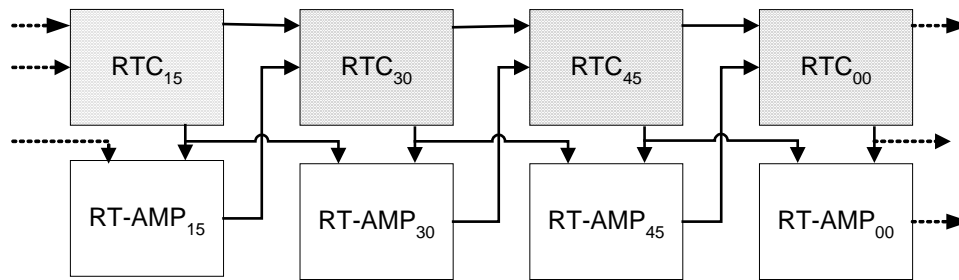 RTC₁₅
RTC₃₀
RTC₄₅
RTC₀₀
RT-AMP₁₅
RT-AMP₃₀
RT-AMP₄₅
RT-AMP₀₀